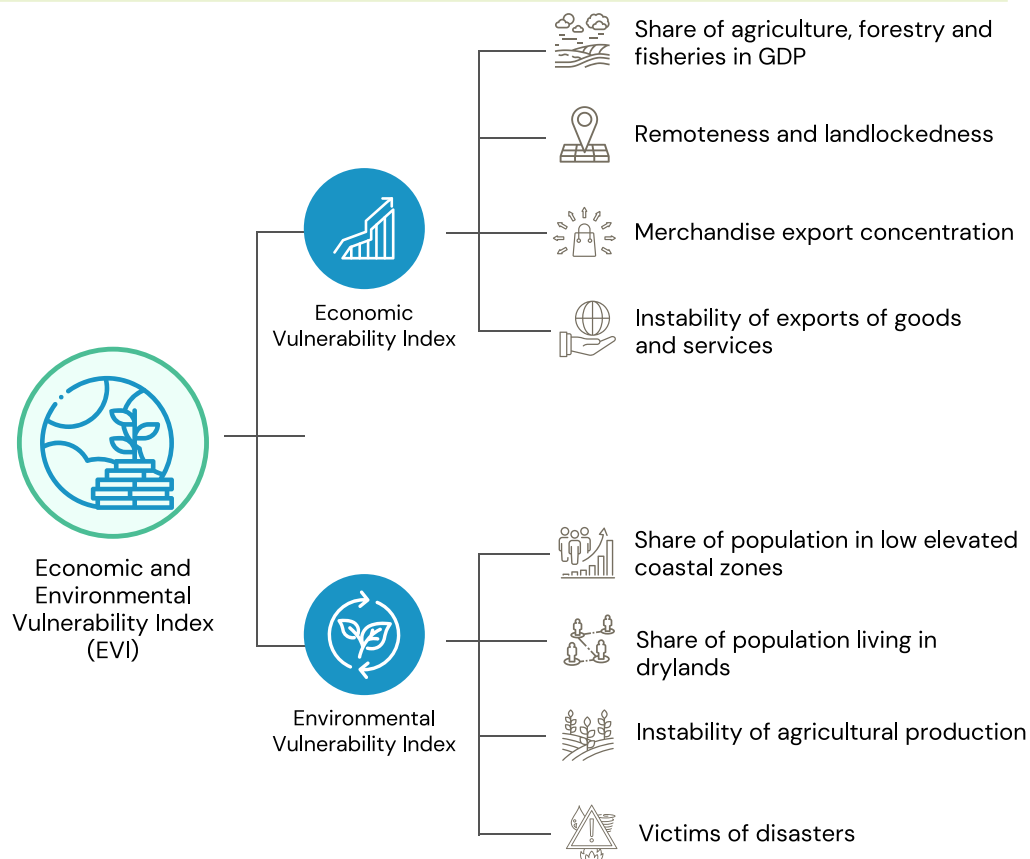 Economic and
Environmental
Vulnerability Index
(EVI)
Economic
Vulnerability Index
Share of agriculture, forestry and
fisheries in GDP
Remoteness and landlockedness
Merchandise export concentration
Instability of exports of goods
and services
Environmental
Vulnerability Index
Share of population in low elevated
coastal zones
Share of population living in
drylands
Instability of agricultural production
Victims of disasters